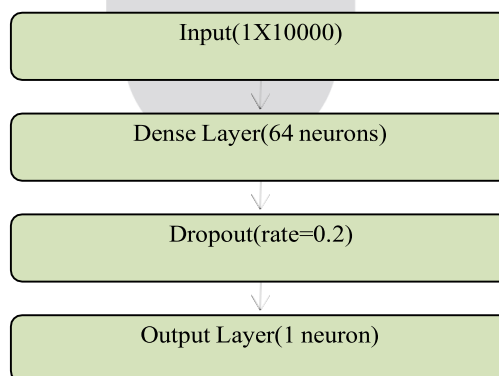 Input(1X10000)
Dense Layer(64 neurons)
Dropout(rate=0.2)
Output Layer(1 neuron)